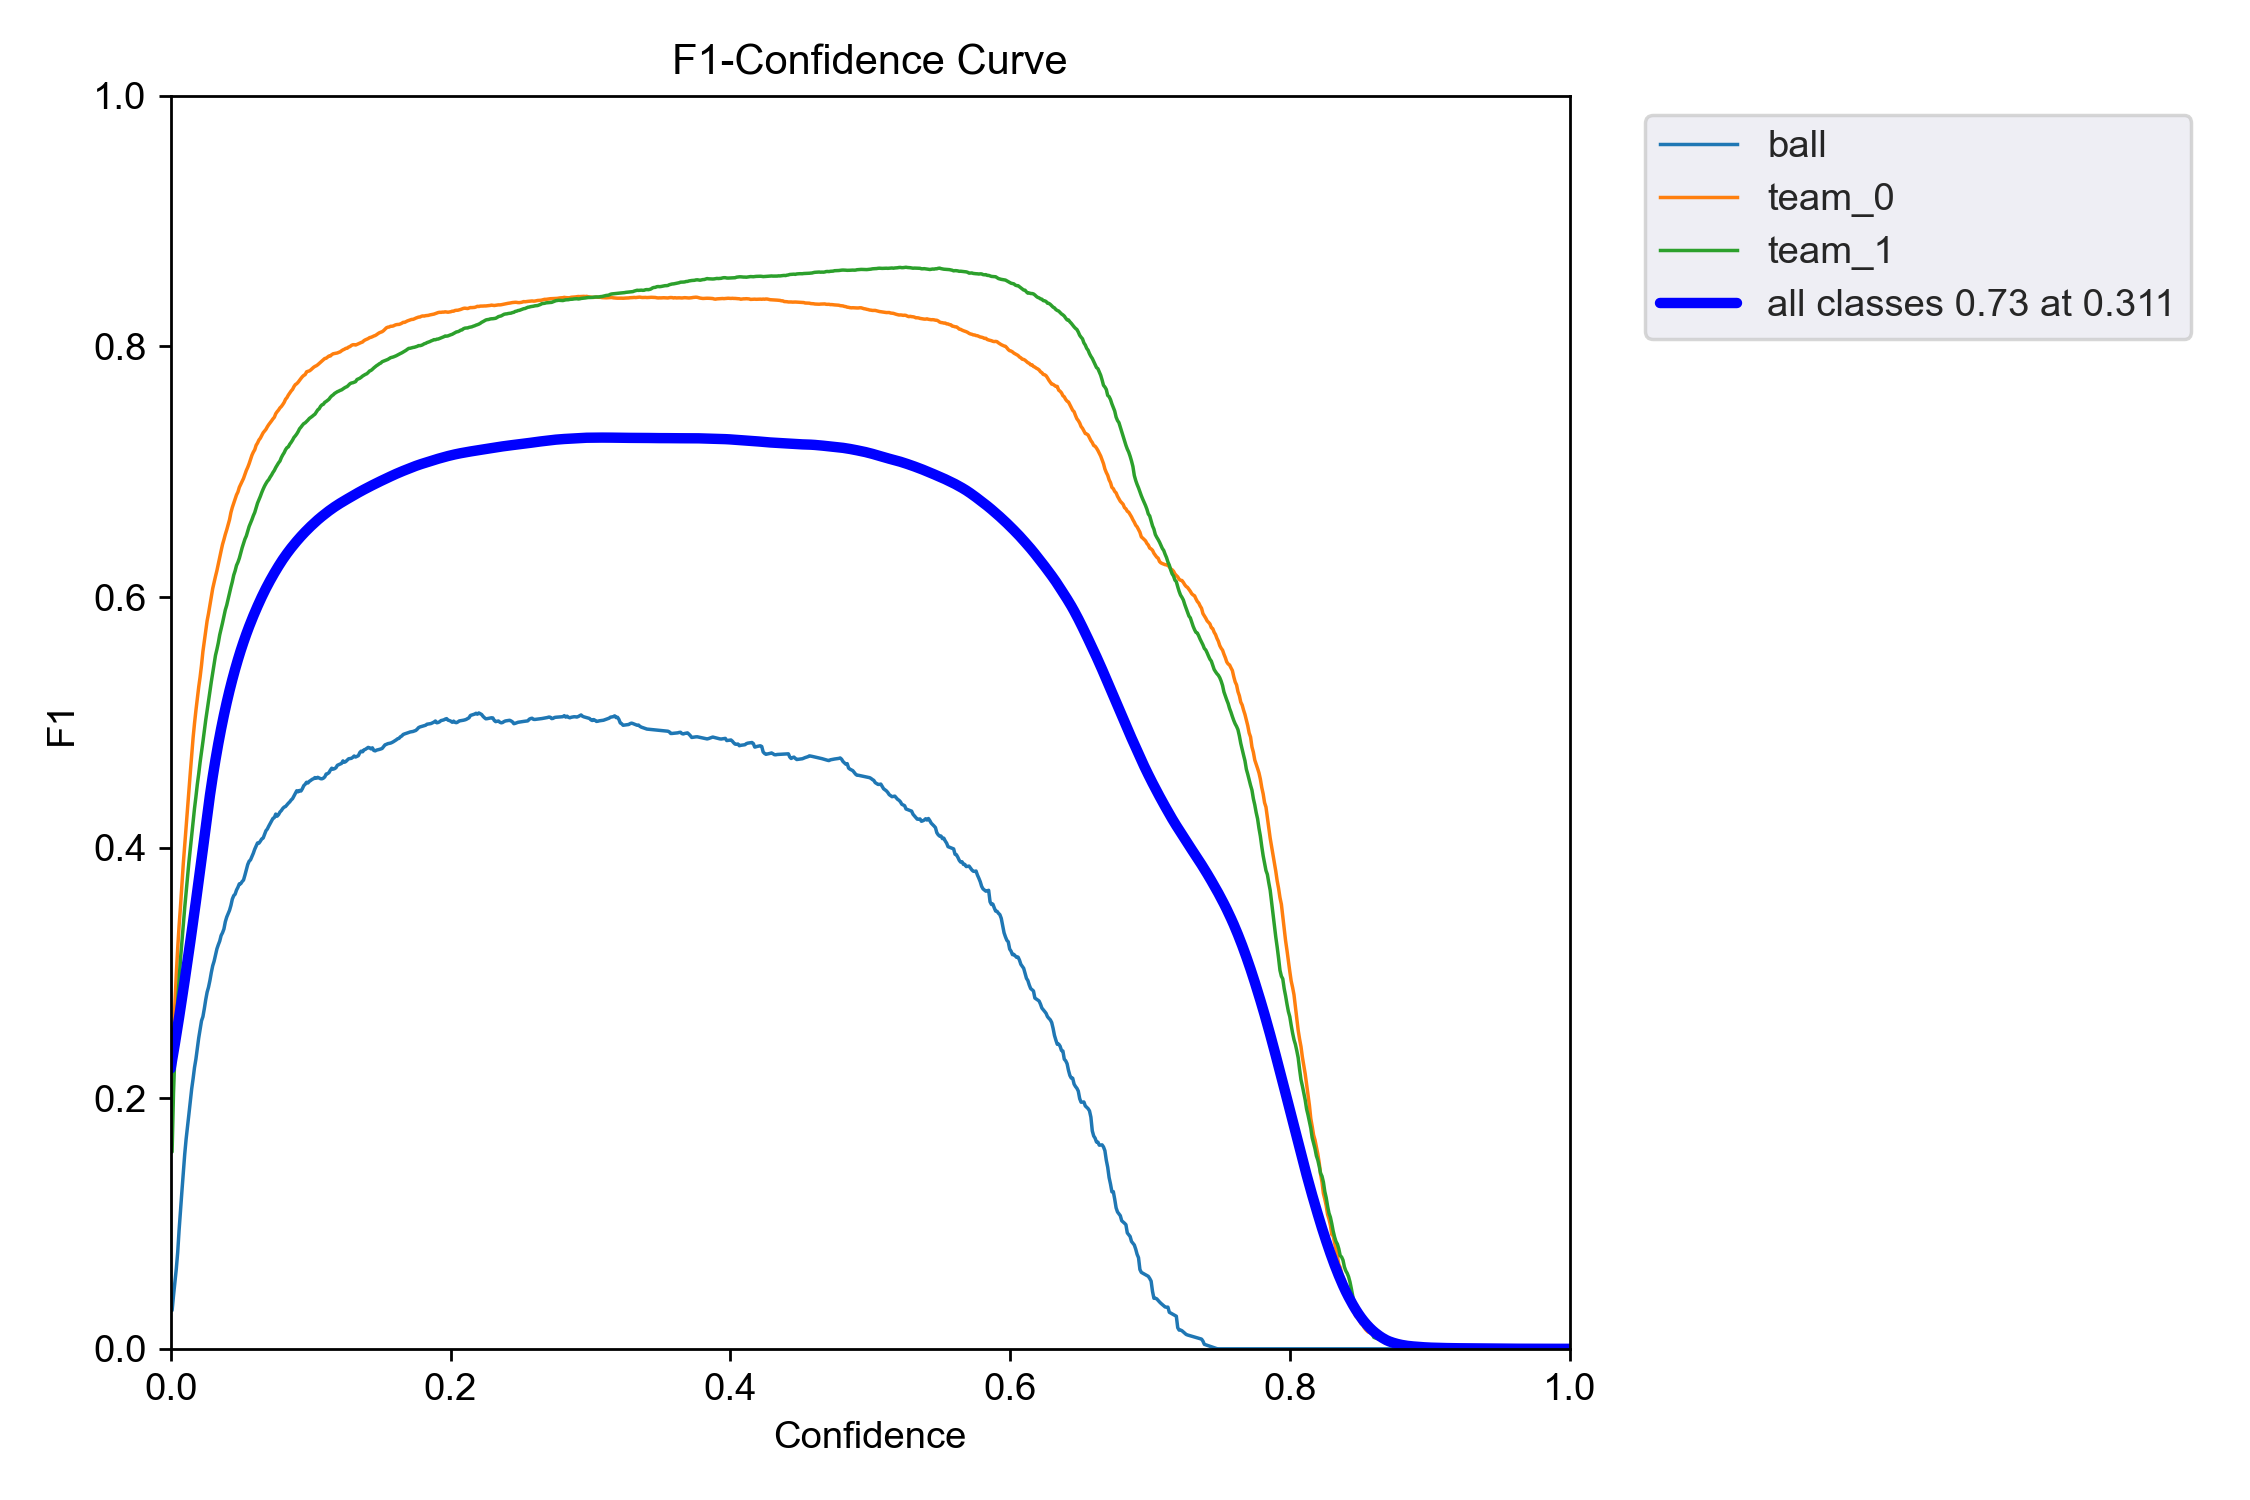 F1-Confidence Curve
1.0
0.8
0.6
0.4
0.2
0.0
F1
0.0 0.2 0.4 0.6 0.8 1.0
Confidence
ball
team_0
team_1
all classes 0.73 at 0.311